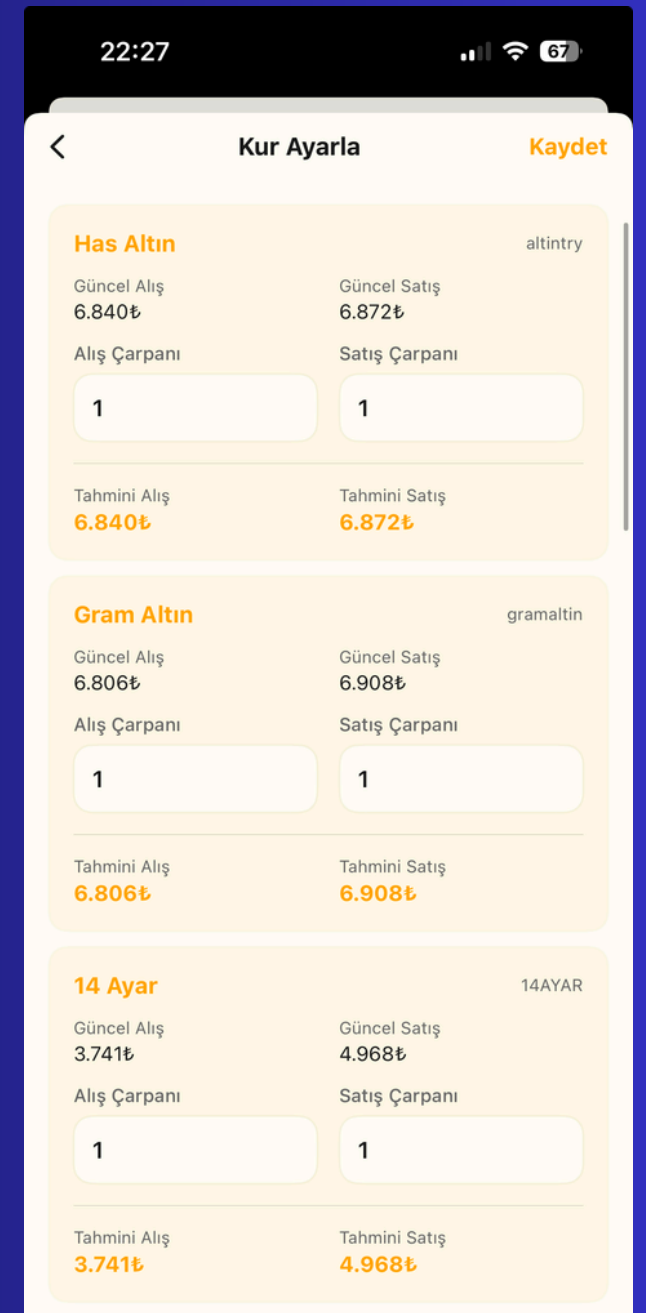 22:27
67
Kur Ayarla
Kaydet
Has Altın
altintry
Güncel Alış
Güncel Satış
6.840₺
6.872₺
Alış Çarpanı
Satış Çarpanı
1
1
Tahmini Alış
Tahmini Satış
6.840₺
6.872₺
Gram Altın
gramaltin
Güncel Alış
Güncel Satış
6.806₺
6.908₺
Alış Çarpanı
Satış Çarpanı
1
1
Tahmini Alış
Tahmini Satış
6.806₺
6.908₺
14 Ayar
14AYAR
Güncel Alış
Güncel Satış
3.741₺
4.968₺
Alış Çarpanı
Satış Çarpanı
1
1
Tahmini Alış
Tahmini Satış
3.741₺
4.968₺